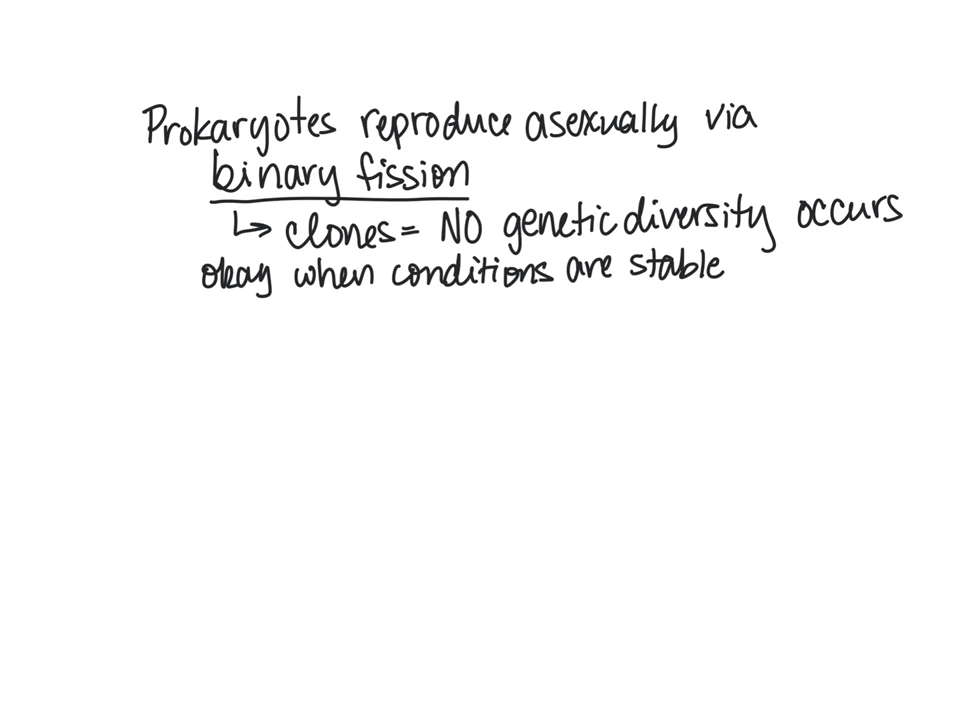 Prokaryotes reproduce asexually via
binary fission
↳ clones = NO genetic diversity occurs
okay when conditions are stable